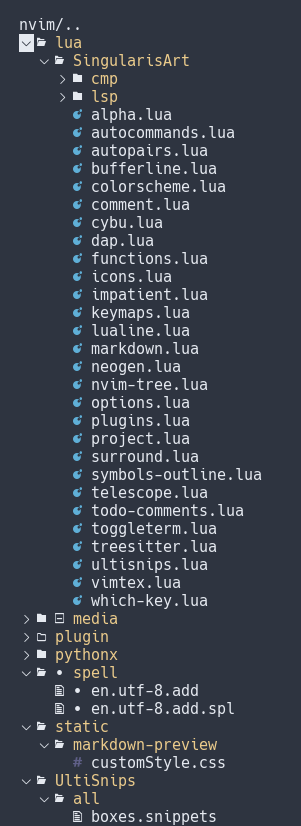 nvim/..
lua
SingularisArt
cmp
lsp
alpha.lua
autocommands.lua
autopairs.lua
bufferline.lua
colorscheme.lua
comment.lua
cybu.lua
dap.lua
functions.lua
icons.lua
impatient.lua
keymaps.lua
lualine.lua
markdown.lua
neogen.lua
nvim-tree.lua
options.lua
plugins.lua
project.lua
surround.lua
symbols-outline.lua
telescope.lua
todo-comments.lua
toggleterm.lua
treesitter.lua
ultisnips.lua
vimtex.lua
which-key.lua
media
plugin
pythonx
• spell
• en.utf-8.add
• en.utf-8.add.spl
static
markdown-preview
# customStyle.css
UltiSnips
all
boxes.snippets